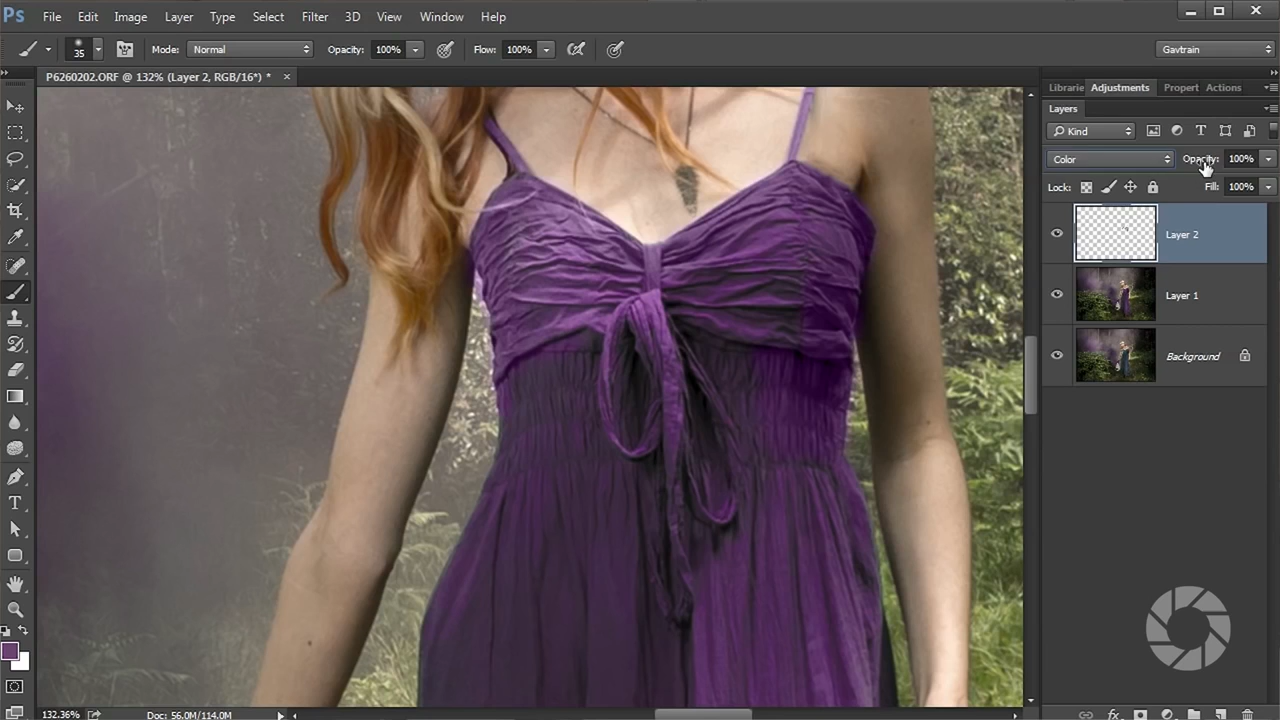 Ps File Edit Image Layer Type Select Filter 3D View Window Help
35 Mode: Normal Opacity: 100% Flow: 100% Gavtrain
P6260202.ORF @ 132% (Layer 2, RGB/16*) * ×
Librarie Adjustments Propert Actions
Layers
Kind
Color Opacity: 100%
Lock: Fill: 100%
Layer 2
Layer 1
Background
132.36% Doc: 56.0M/114.0M